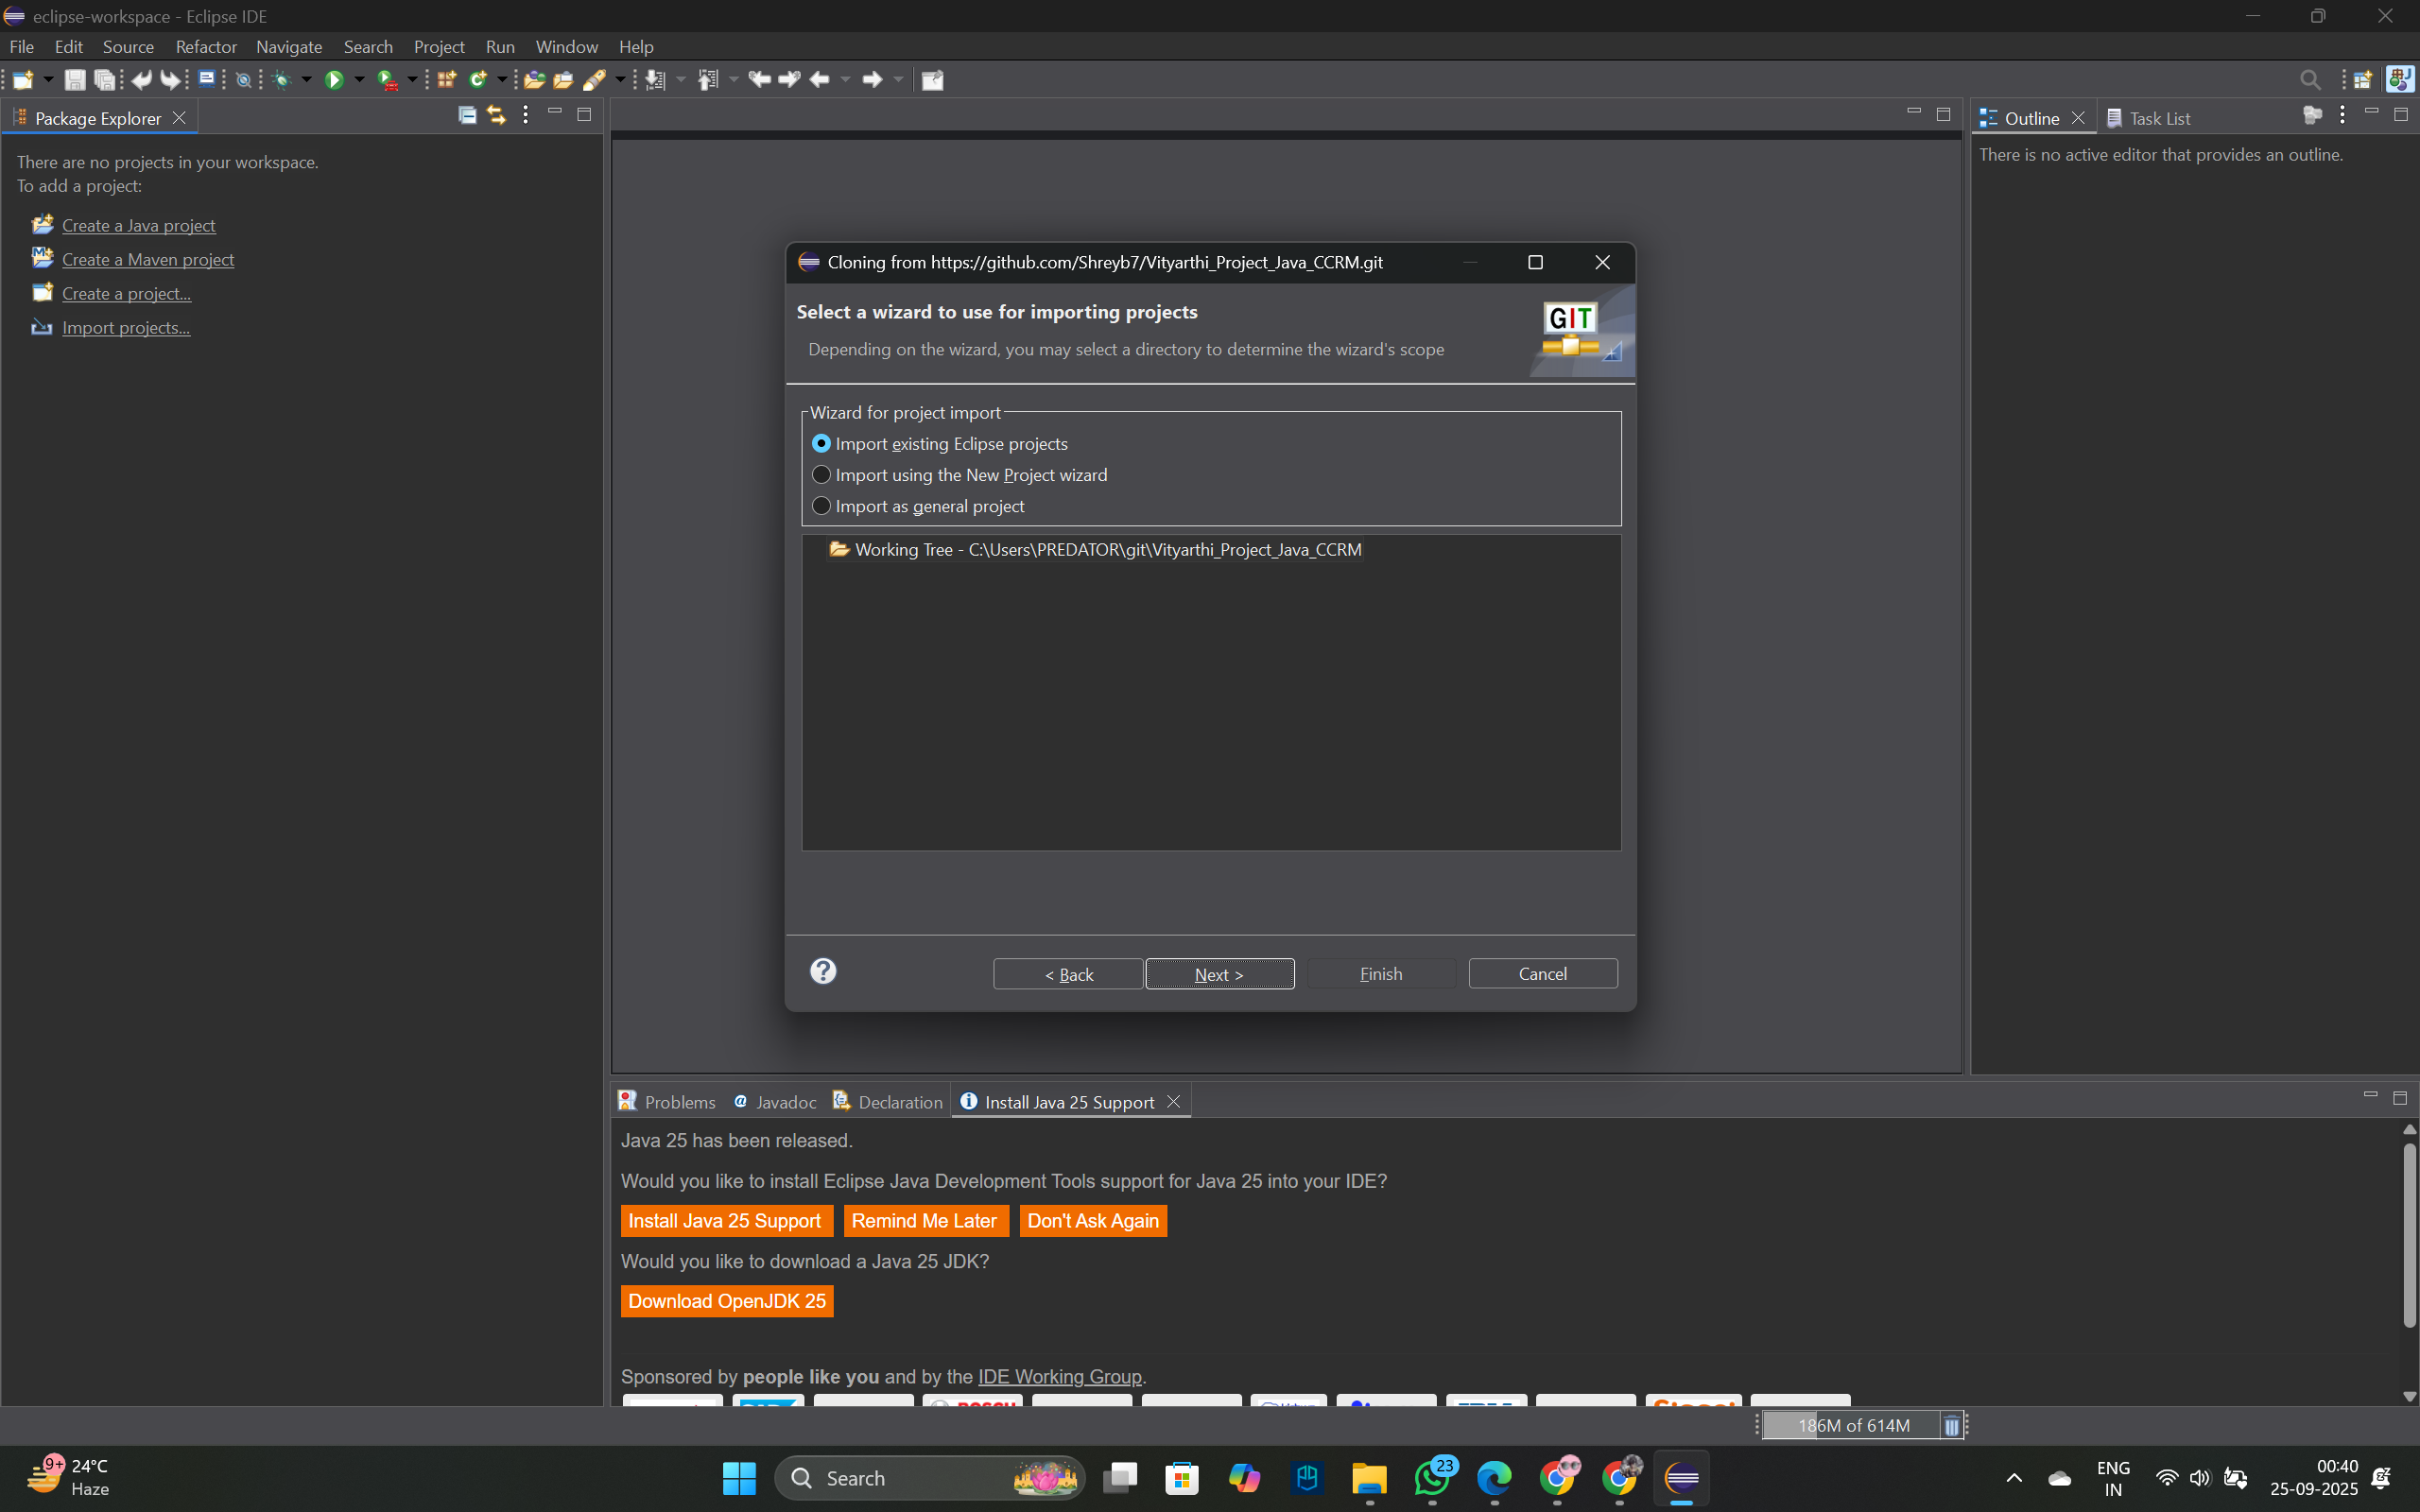 eclipse-workspace - Eclipse IDE
File Edit Source Refactor Navigate Search Project Run Window Help
Package Explorer
Outline Task List
There are no projects in your workspace.
To add a project:
Create a Java project
Create a Maven project
Create a project...
Import projects...
There is no active editor that provides an outline.
Cloning from https://github.com/Shreyb7/Vityarthi_Project_Java_CCRM.git
Select a wizard to use for importing projects
Depending on the wizard, you may select a directory to determine the wizard's scope
GIT
Wizard for project import
Import existing Eclipse projects
Import using the New Project wizard
Import as general project
Working Tree - C:\Users\PREDATOR\git\Vityarthi_Project_Java_CCRM
< Back Next > Finish Cancel
Problems Javadoc Declaration Install Java 25 Support
Java 25 has been released.
Would you like to install Eclipse Java Development Tools support for Java 25 into your IDE?
Install Java 25 Support Remind Me Later Don't Ask Again
Would you like to download a Java 25 JDK?
Download OpenJDK 25
Sponsored by people like you and by the IDE Working Group.
186M of 614M
9+ 24°C
Haze
Search
23
ENG
IN
00:40
25-09-2025